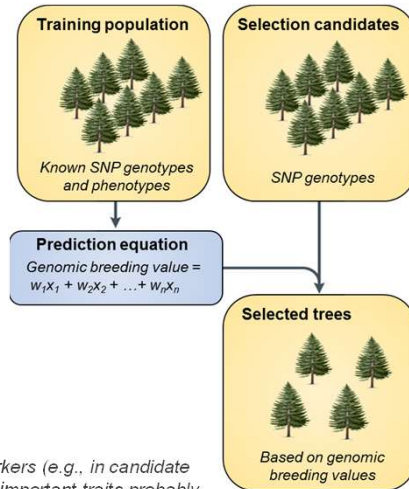 Training population
Known SNP genotypes
and phenotypes
Selection candidates
SNP genotypes
Prediction equation
Genomic breeding value =
w₁x₁ + w₂x₂ + ...+ wₙxₙ
Selected trees
Based on genomic
breeding values
rkers (e.g., in candidate
important traits probably